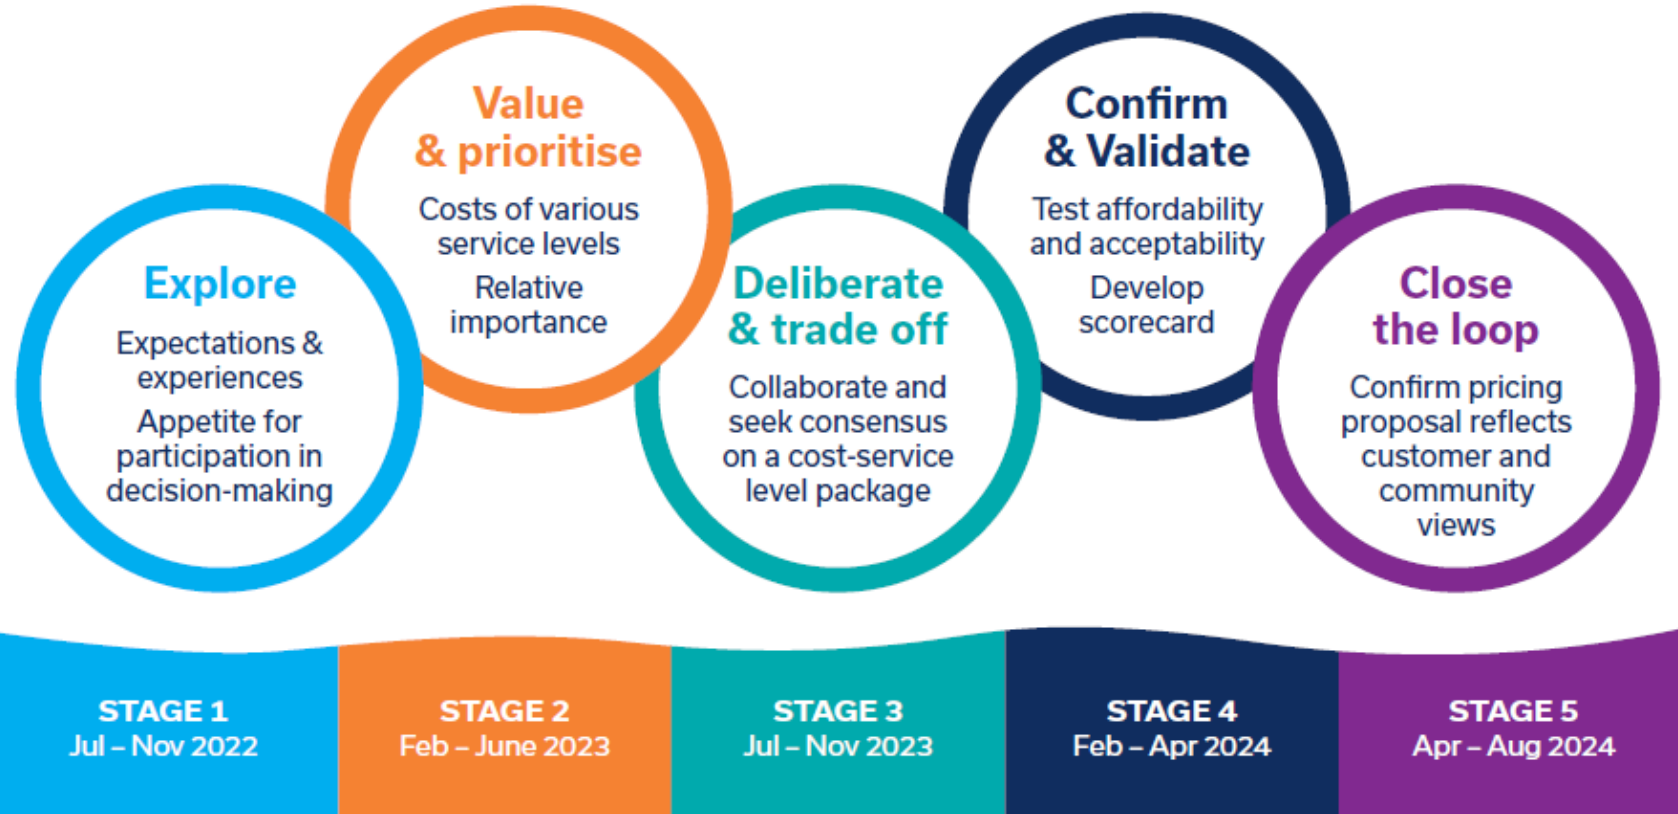 Explore
Expectations &
experiences
Appetite for
participation in
decision-making
Value
& prioritise
Costs of various
service levels
Relative
importance
Deliberate
& trade off
Collaborate and
seek consensus
on a cost-service
level package
Confirm
& Validate
Test affordability
and acceptability
Develop
scorecard
Close
the loop
Confirm pricing
proposal reflects
customer and
community
views
STAGE 1
Jul – Nov 2022
STAGE 2
Feb – June 2023
STAGE 3
Jul – Nov 2023
STAGE 4
Feb – Apr 2024
STAGE 5
Apr – Aug 2024